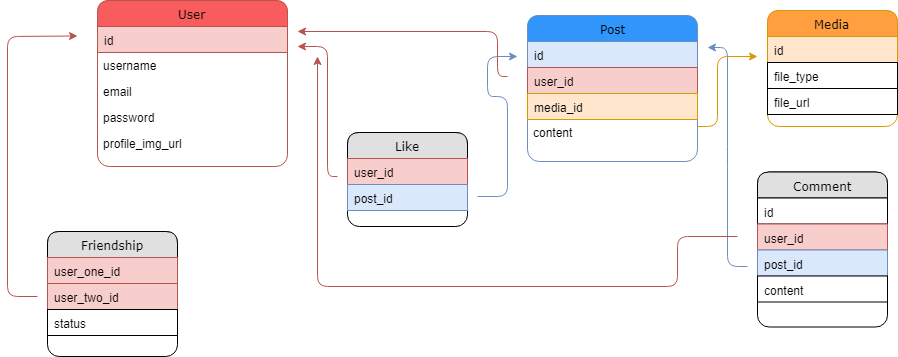 User
id
username
email
password
profile_img_url
Post
id
user_id
media_id
content
Media
id
file_type
file_url
Like
user_id
post_id
Comment
id
user_id
post_id
content
Friendship
user_one_id
user_two_id
status